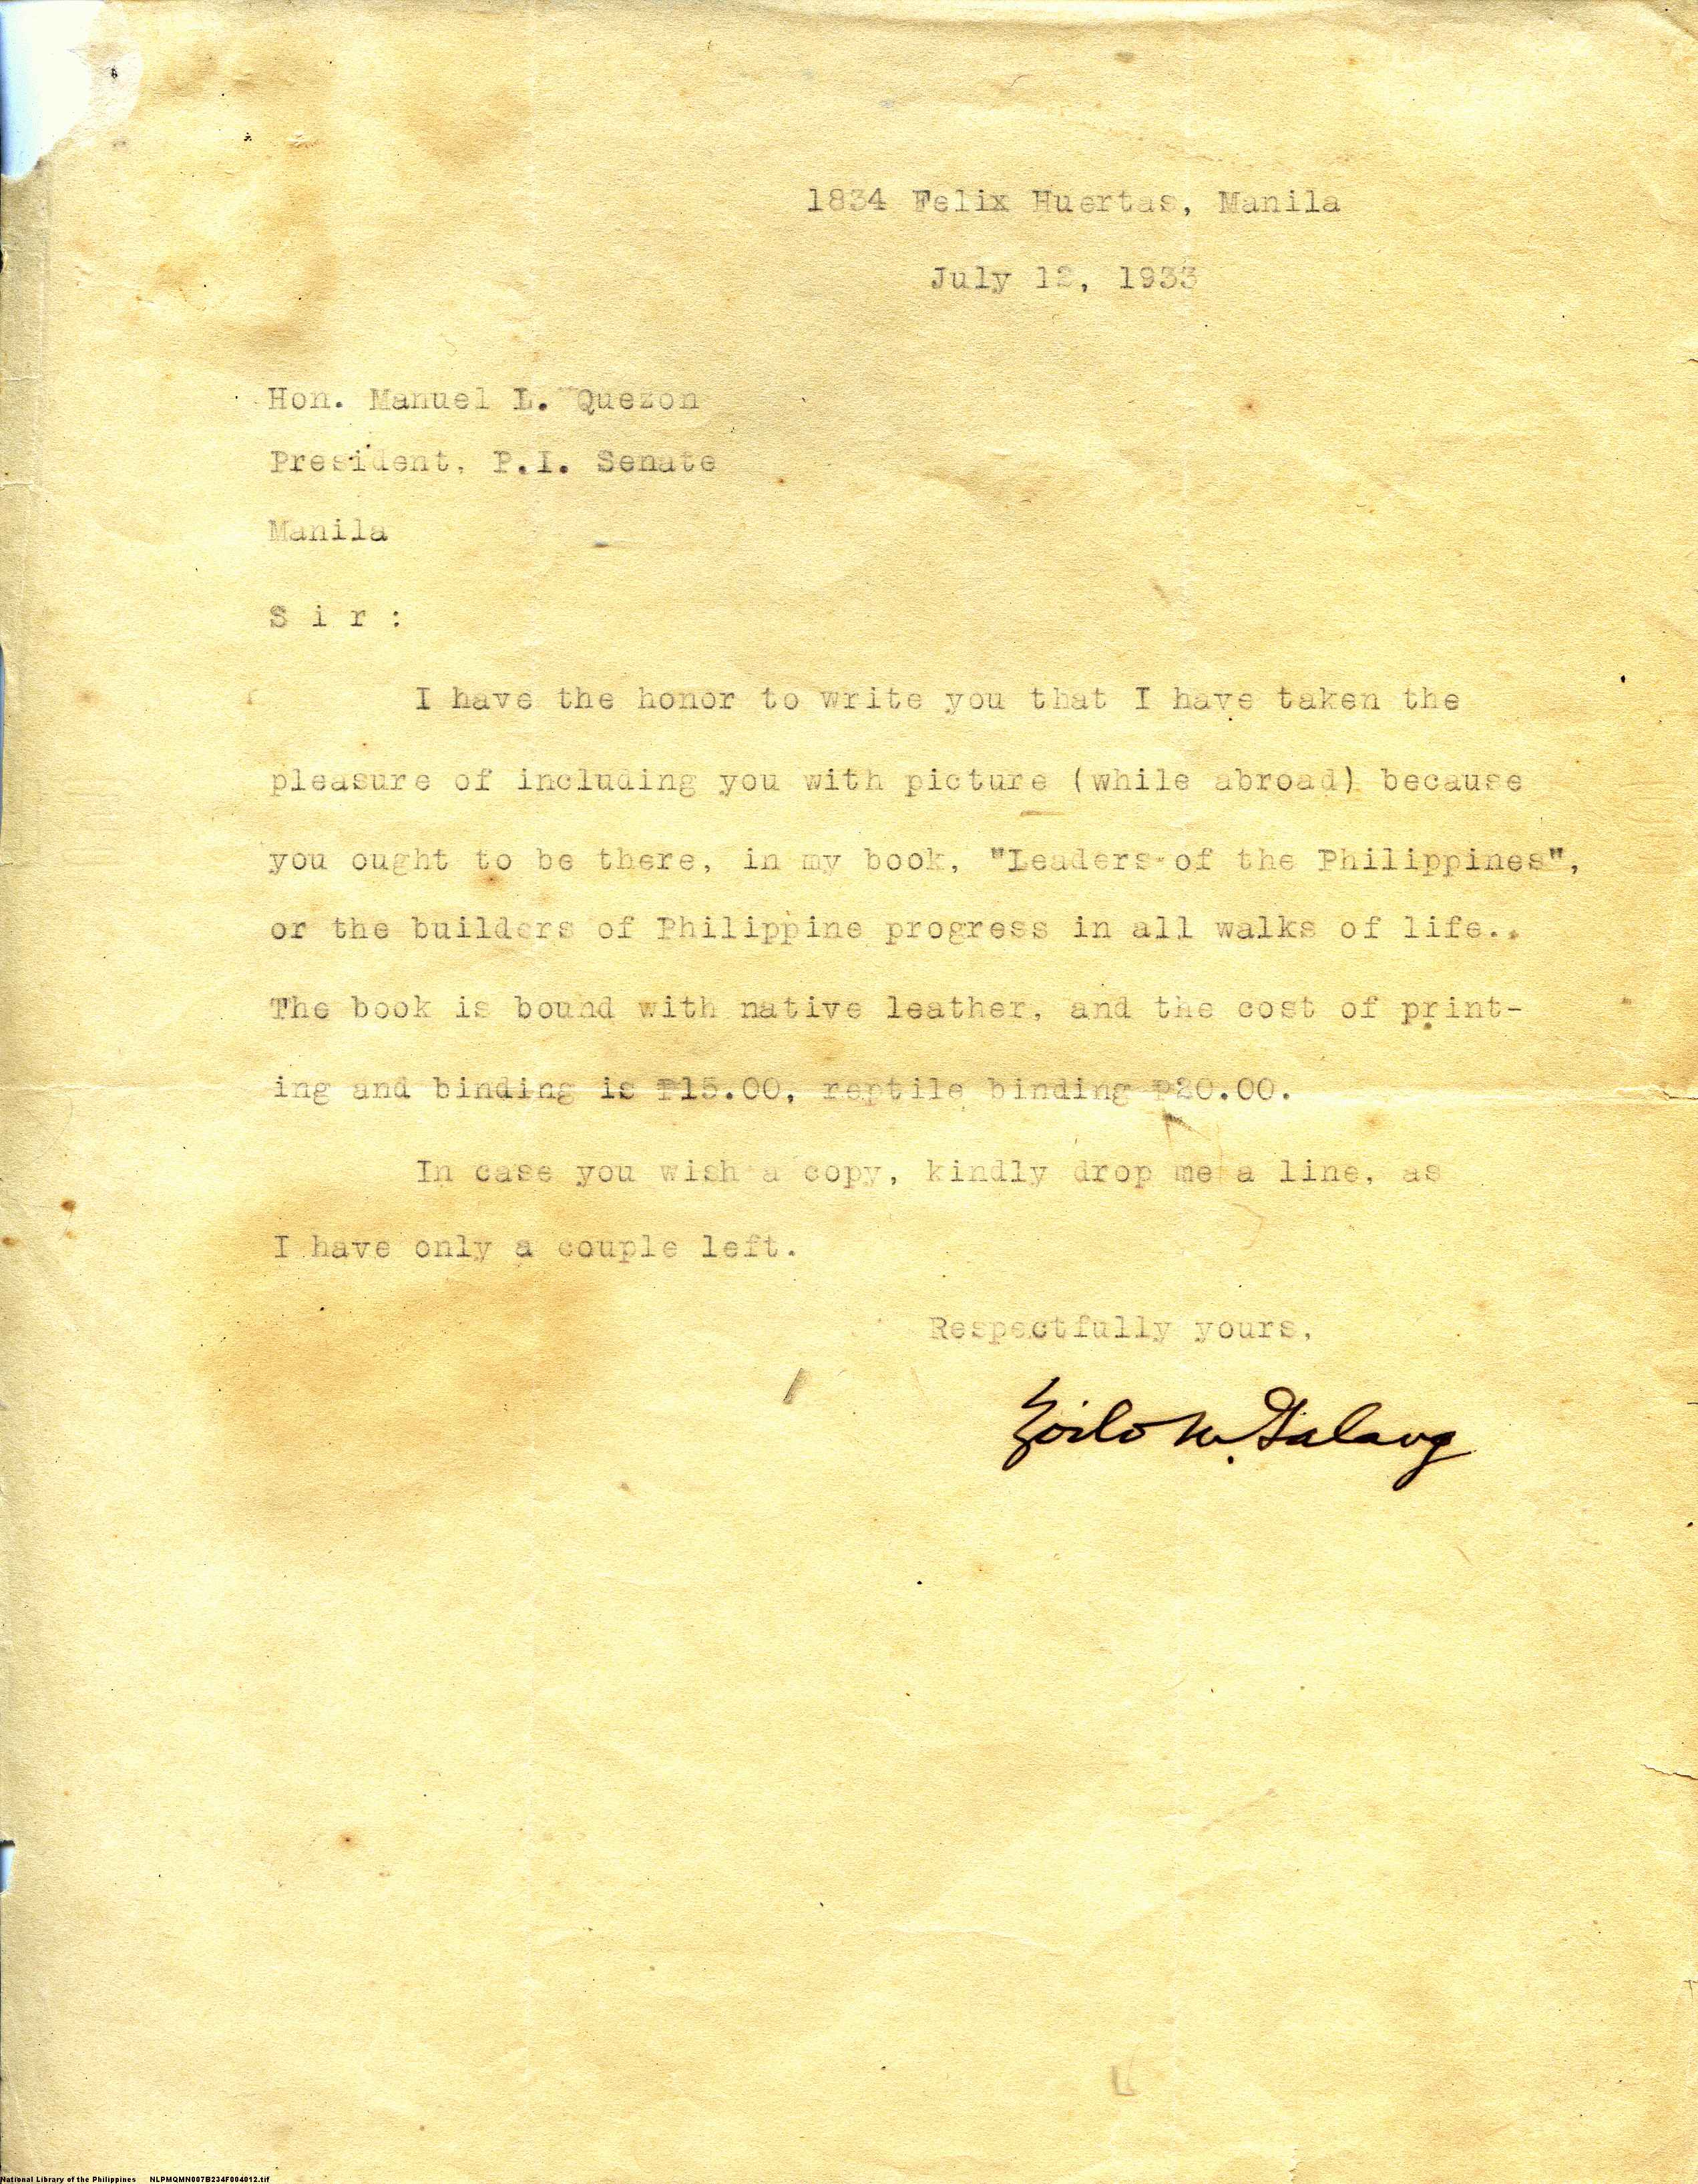 1834 Felix Huertas, Manila
July 12, 1933
Hon. Manuel L. Quezon
President, P.I. Senate
Manila
S i r :
I have the honor to write you that I have taken the
pleasure of including you with picture (while abroad) because
you ought to be there, in my book, "Leaders of the Philippines",
or the builders of Philippine progress in all walks of life..
The book is bound with native leather, and the cost of print-
ing and binding is ₱15.00, reptile binding ₱20.00.
In case you wish a copy, kindly drop me a line, as
I have only a couple left.
Respectfully yours,
Zoilo M. Galang
National Library of the Philippines NLPMQMN007B234F004012.tif